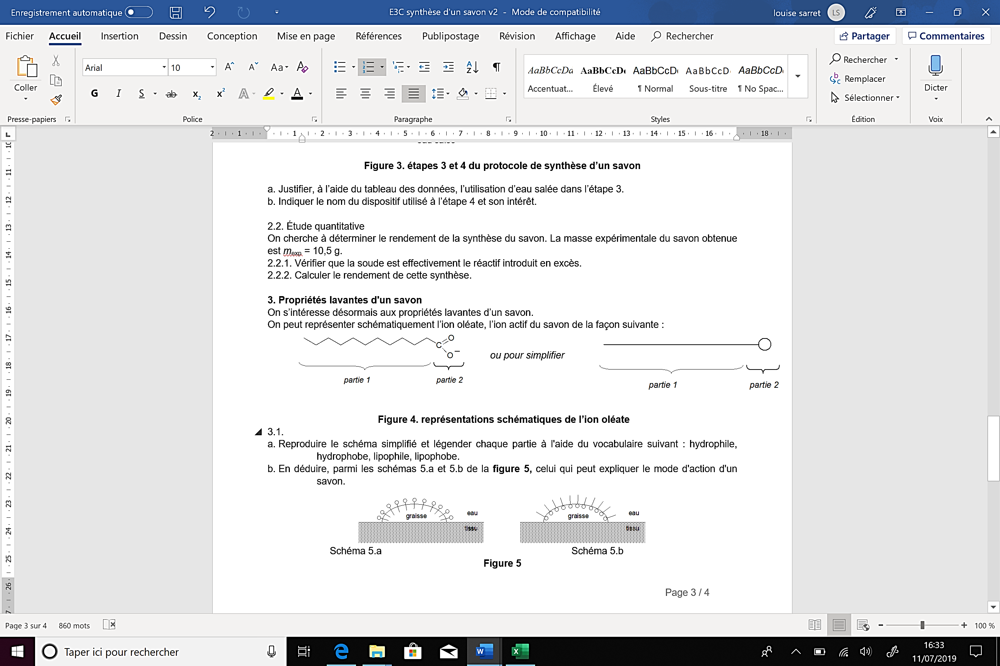 Enregistrement automatique
E3C synthèse d'un savon v2 - Mode de compatibilité
louise sarret
LS
Fichier Accueil Insertion Dessin Conception Mise en page Références Publipostage Révision Affichage Aide Rechercher
Partager Commentaires
Coller
Presse-papiers
Arial 10
Police
Paragraphe
AaBbCcDd AaBbCcDd AaBbCcDd AaBbCcD AaBbCcD
Accentuat... Élevé ¶ Normal Sous-titre ¶ No Spac...
Styles
Rechercher
Remplacer
Sélectionner
Édition
Dicter
Voix
2 1 1 2 3 4 5 6 7 8 9 10 11 12 13 14 15 16 18
Figure 3. étapes 3 et 4 du protocole de synthèse d’un savon
a. Justifier, à l’aide du tableau des données, l’utilisation d’eau salée dans l’étape 3.
b. Indiquer le nom du dispositif utilisé à l’étape 4 et son intérêt.
2.2. Étude quantitative
On cherche à déterminer le rendement de la synthèse du savon. La masse expérimentale du savon obtenue
est mexp = 10,5 g.
2.2.1. Vérifier que la soude est effectivement le réactif introduit en excès.
2.2.2. Calculer le rendement de cette synthèse.
3. Propriétés lavantes d'un savon
On s’intéresse désormais aux propriétés lavantes d’un savon.
On peut représenter schématiquement l’ion oléate, l’ion actif du savon de la façon suivante :
C O O −
ou pour simplifier
partie 1 partie 2
partie 1 partie 2
Figure 4. représentations schématiques de l’ion oléate
3.1.
a. Reproduire le schéma simplifié et légender chaque partie à l'aide du vocabulaire suivant : hydrophile,
hydrophobe, lipophile, lipophobe.
b. En déduire, parmi les schémas 5.a et 5.b de la figure 5, celui qui peut expliquer le mode d'action d'un
savon.
graisse eau
tissu
graisse eau
tissu
Schéma 5.a Schéma 5.b
Figure 5
Page 3 / 4
Page 3 sur 4 860 mots
100 %
Taper ici pour rechercher
16:33
11/07/2019